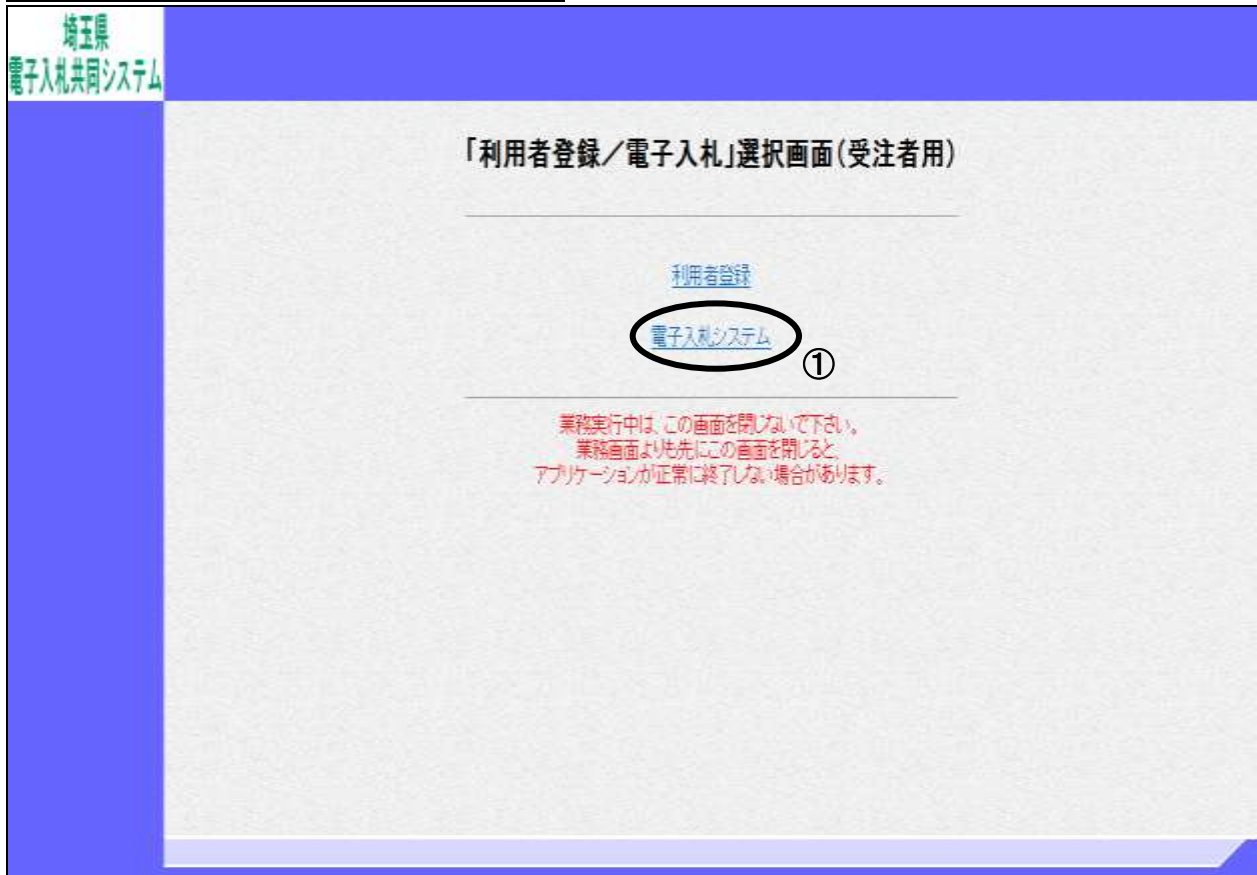 埼玉県
電子入札共同システム
「利用者登録／電子入札」選択画面(受注者用)
利用者登録
電子入札システム
①
業務実行中は、この画面を閉じないで下さい。
業務画面よりも先にこの画面を閉じると、
アプリケーションが正常に終了しない場合があります。